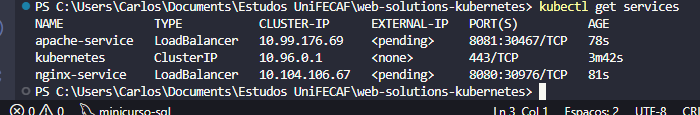 PS C:\Users\Carlos\Documents\Estudos UniFECAF\web-solutions-kubernetes> kubectl get services
NAME TYPE CLUSTER-IP EXTERNAL-IP PORT(S) AGE
apache-service LoadBalancer 10.99.176.69 <pending> 8081:30467/TCP 78s
kubernetes ClusterIP 10.96.0.1 <none> 443/TCP 3m42s
nginx-service LoadBalancer 10.104.106.67 <pending> 8080:30976/TCP 81s
PS C:\Users\Carlos\Documents\Estudos UniFECAF\web-solutions-kubernetes>
0 0 minicurso-sql Ln 3, Col 1 Espaços: 2 UTF-8